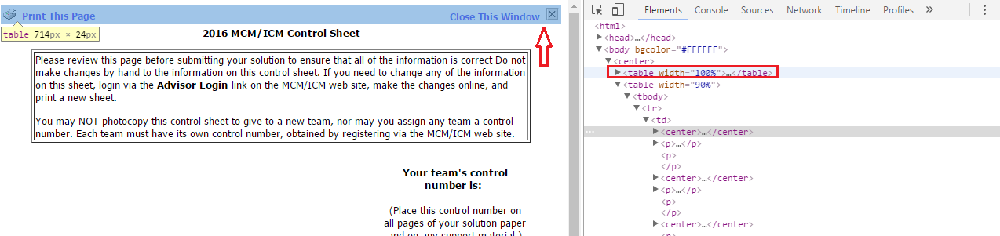 Print This Page
Close This Window
table 714px × 24px
2016 MCM/ICM Control Sheet
Please review this page before submitting your solution to ensure that all of the information is correct Do not
make changes by hand to the information on this control sheet. If you need to change any of the information
on this sheet, login via the Advisor Login link on the MCM/ICM web site, make the changes online, and
print a new sheet.
You may NOT photocopy this control sheet to give to a new team, nor may you assign any team a control
number. Each team must have its own control number, obtained by registering via the MCM/ICM web site.
Your team's control
number is:
(Place this control number on
all pages of your solution paper
and on any support material.)
Elements Console Sources Network Timeline Profiles »
<html>
▶<head>…</head>
▼<body bgcolor="#FFFFFF">
▼<center>
▶<table width="100%">…</table>
▼<table width="90%">
▼<tbody>
▼<tr>
▼<td>
… ▶<center>…</center>
▶<p>…</p>
<p>
</p>
▶<center>…</center>
▶<p>…</p>
<p>
</p>
▶<center>…</center>
<p>